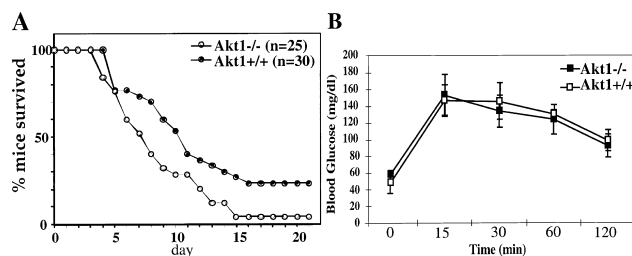 A
Akt1-/- (n=25)
Akt1+/+ (n=30)
% mice survived
100
50
0
0 5 10 15 20
day
B
Akt1-/-
Akt1+/+
Blood Glucose (mg/dl)
200
180
160
140
120
100
80
60
40
20
0
0 15 30 60 120
Time (min)